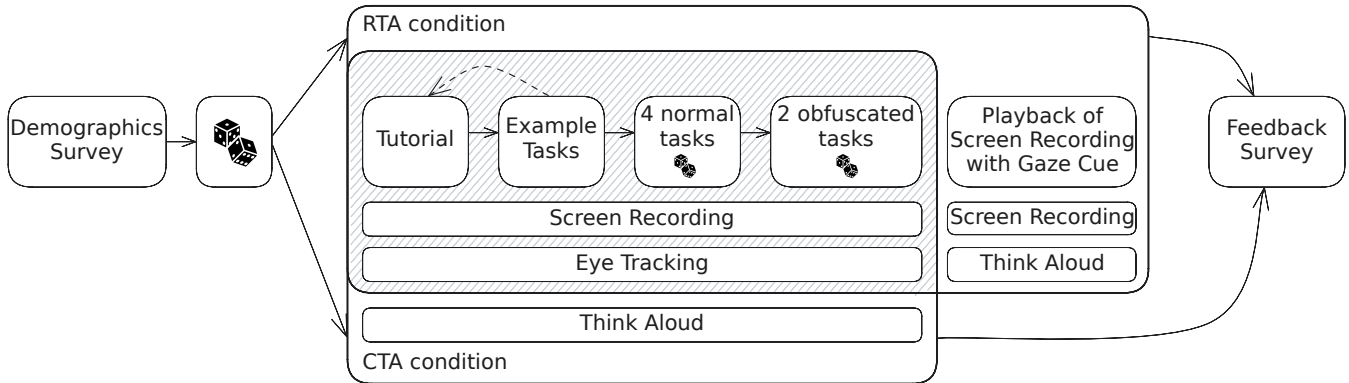 RTA condition
Demographics
Survey
Tutorial
Example
Tasks
4 normal
tasks
2 obfuscated
tasks
Playback of
Screen Recording
with Gaze Cue
Feedback
Survey
Screen Recording
Screen Recording
Eye Tracking
Think Aloud
Think Aloud
CTA condition